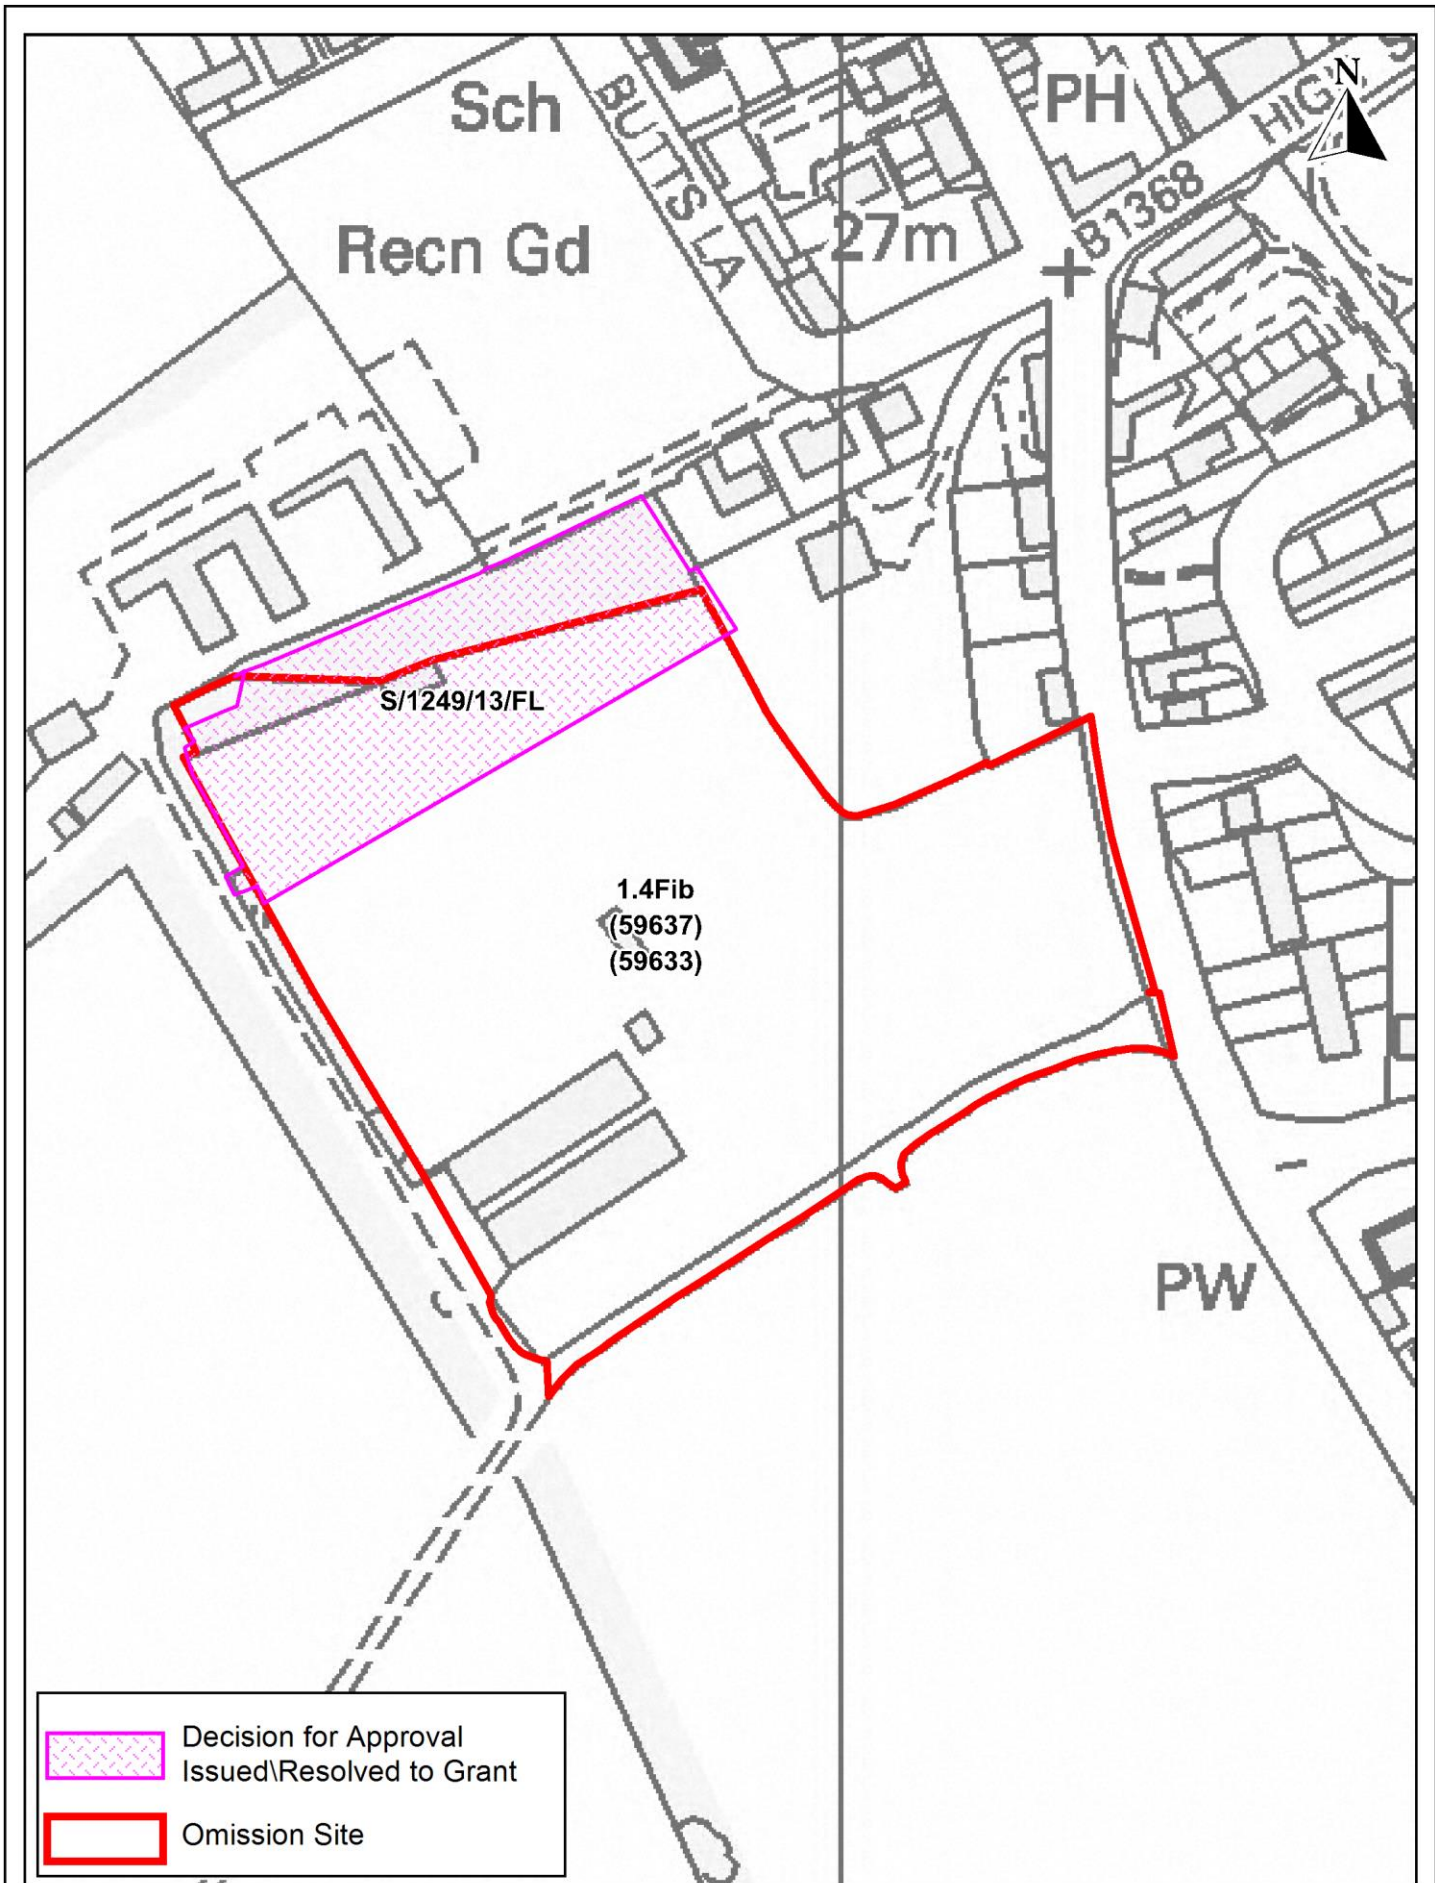 N
Sch
BUTTS LA
PH
HIGH
B1368
Recn Gd
27m
S/1249/13/FL
1.4Fib
(59637)
(59633)
PW
Decision for Approval
Issued\Resolved to Grant
Omission Site